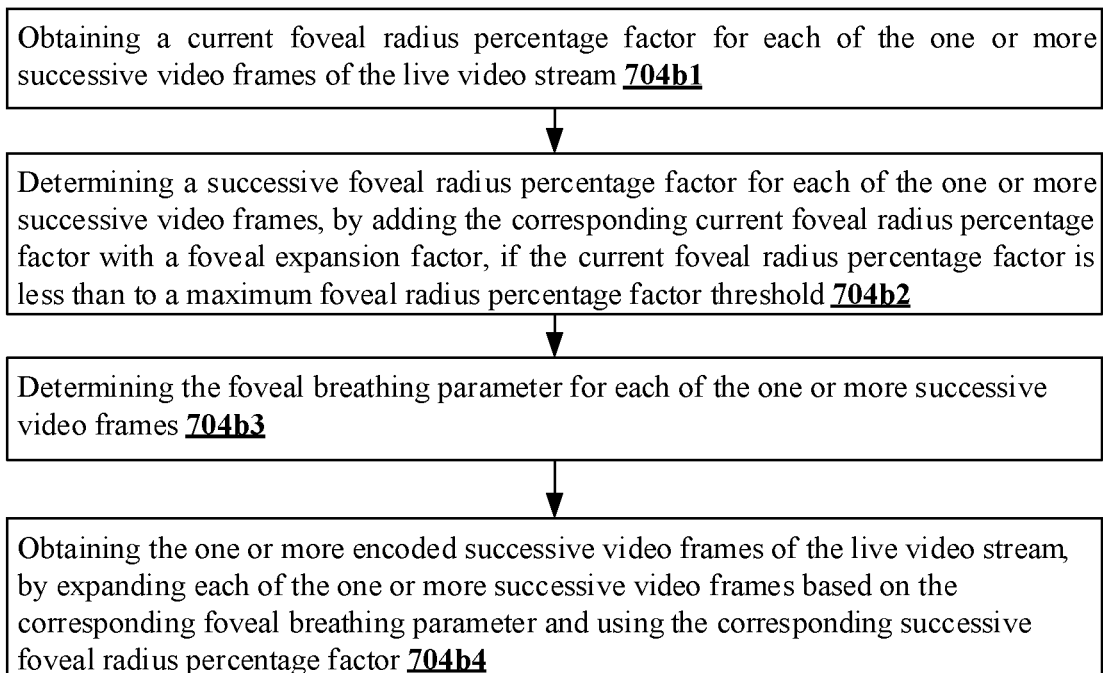 Obtaining a current foveal radius percentage factor for each of the one or more
successive video frames of the live video stream 704b1
Determining a successive foveal radius percentage factor for each of the one or more
successive video frames, by adding the corresponding current foveal radius percentage
factor with a foveal expansion factor, if the current foveal radius percentage factor is
less than to a maximum foveal radius percentage factor threshold 704b2
Determining the foveal breathing parameter for each of the one or more successive
video frames 704b3
Obtaining the one or more encoded successive video frames of the live video stream,
by expanding each of the one or more successive video frames based on the
corresponding foveal breathing parameter and using the corresponding successive
foveal radius percentage factor 704b4